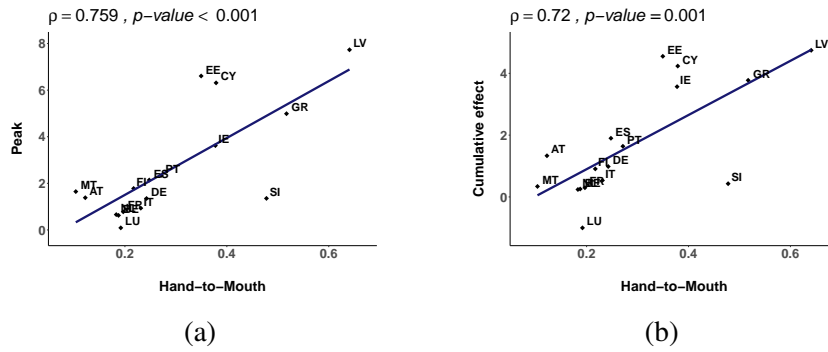 ρ = 0.759 , p-value < 0.001
Peak
8
6
4
2
0
LV
EE
CY
GR
IE
PT
ES
FI
MT
AT
DE
SI
IT
FR
LU
0.2
0.4
0.6
Hand-to-Mouth
(a)
ρ = 0.72 , p-value = 0.001
Cumulative effect
4
2
0
LV
EE
CY
IE
GR
ES
PT
AT
DE
FI
IT
MT
FR
SI
LU
0.2
0.4
0.6
Hand-to-Mouth
(b)